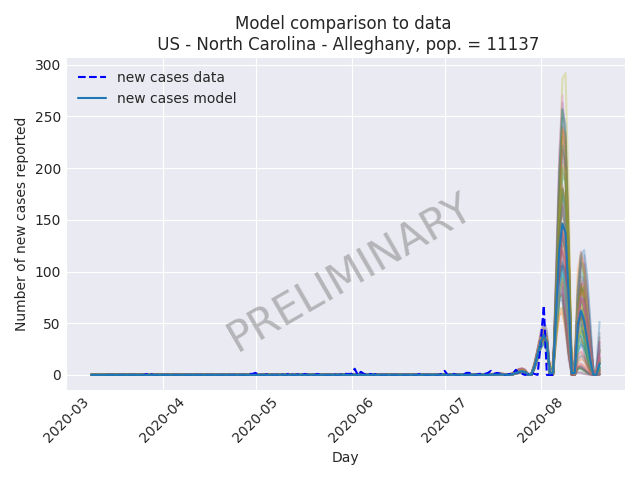 Model comparison to data
US - North Carolina - Alleghany, pop. = 11137
300
250
200
150
100
50
0
Number of new cases reported
new cases data
new cases model
PRELIMINARY
2020-03
2020-04
2020-05
2020-06
2020-07
2020-08
Day